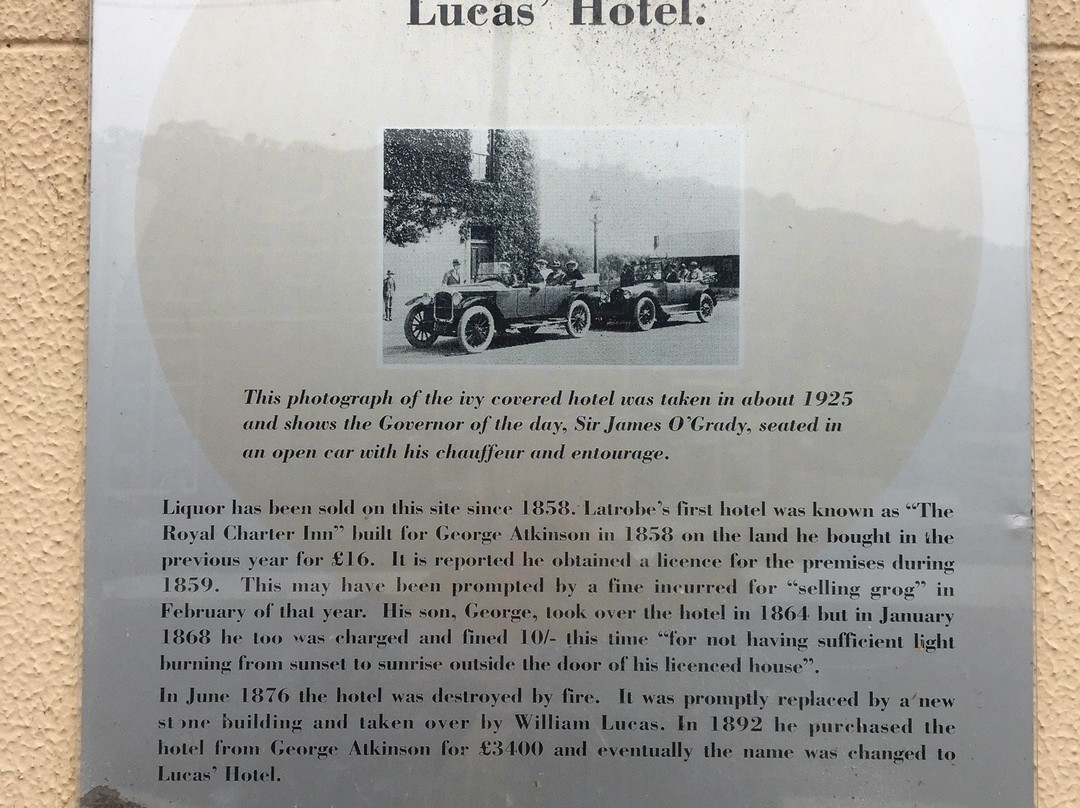 Lucas' Hotel.
This photograph of the ivy covered hotel was taken in about 1925
and shows the Governor of the day, Sir James O'Grady, seated in
an open car with his chauffeur and entourage.
Liquor has been sold on this site since 1858. Latrobe's first hotel was known as “The
Royal Charter Inn” built for George Atkinson in 1858 on the land he bought in the
previous year for £16. It is reported he obtained a licence for the premises during
1859. This may have been prompted by a fine incurred for “selling grog” in
February of that year. His son, George, took over the hotel in 1864 but in January
1868 he too was charged and fined 10/- this time “for not having sufficient light
burning from sunset to sunrise outside the door of his licenced house”.
In June 1876 the hotel was destroyed by fire. It was promptly replaced by a new
stone building and taken over by William Lucas. In 1892 he purchased the
hotel from George Atkinson for £3400 and eventually the name was changed to
Lucas' Hotel.